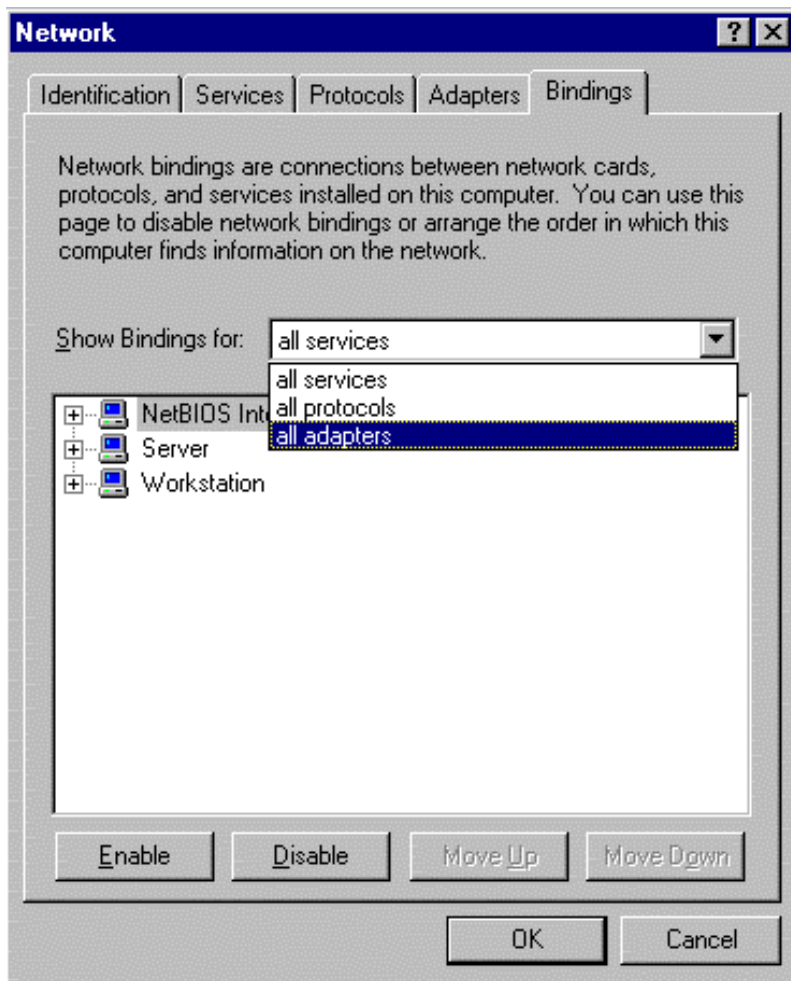 Network
Identification Services Protocols Adapters Bindings
Network bindings are connections between network cards,
protocols, and services installed on this computer. You can use this
page to disable network bindings or arrange the order in which this
computer finds information on the network.
Show Bindings for: all services
all services
all protocols
all adapters
NetBIOS
Server
Workstation
Enable Disable Move Up Move Down
OK Cancel